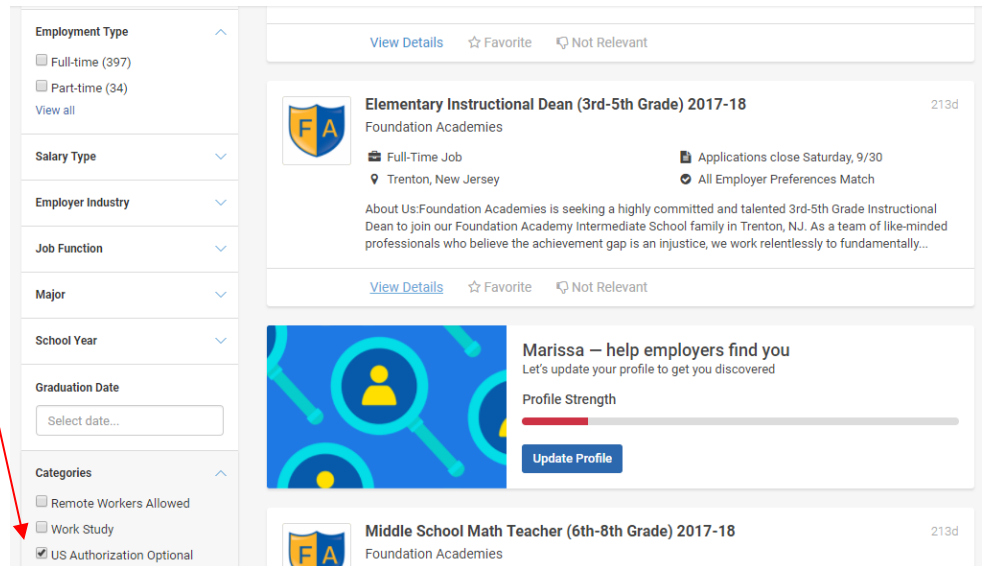 Employment Type
Full-time (397)
Part-time (34)
View all
Salary Type
Employer Industry
Job Function
Major
School Year
Graduation Date
Select date...
Categories
Remote Workers Allowed
Work Study
US Authorization Optional
View Details Favorite Not Relevant
FA
Elementary Instructional Dean (3rd-5th Grade) 2017-18 213d
Foundation Academies
Full-Time Job Applications close Saturday, 9/30
Trenton, New Jersey All Employer Preferences Match
About Us:Foundation Academies is seeking a highly committed and talented 3rd-5th Grade Instructional
Dean to join our Foundation Academy Intermediate School family in Trenton, NJ. As a team of like-minded
professionals who believe the achievement gap is an injustice, we work relentlessly to fundamentally...
View Details Favorite Not Relevant
Marissa — help employers find you
Let's update your profile to get you discovered
Profile Strength
Update Profile
FA
Middle School Math Teacher (6th-8th Grade) 2017-18 213d
Foundation Academies